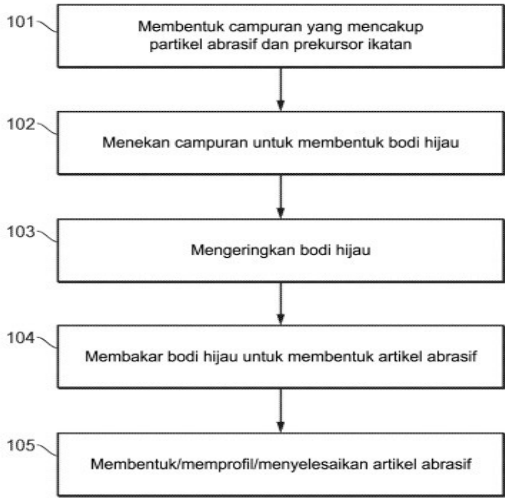 101
Membentuk campuran yang mencakup
partikel abrasif dan prekursor ikatan
102
Menekan campuran untuk membentuk bodi hijau
103
Mengeringkan bodi hijau
104
Membakar bodi hijau untuk membentuk artikel abrasif
105
Membentuk/memprofil/menyelesaikan artikel abrasif